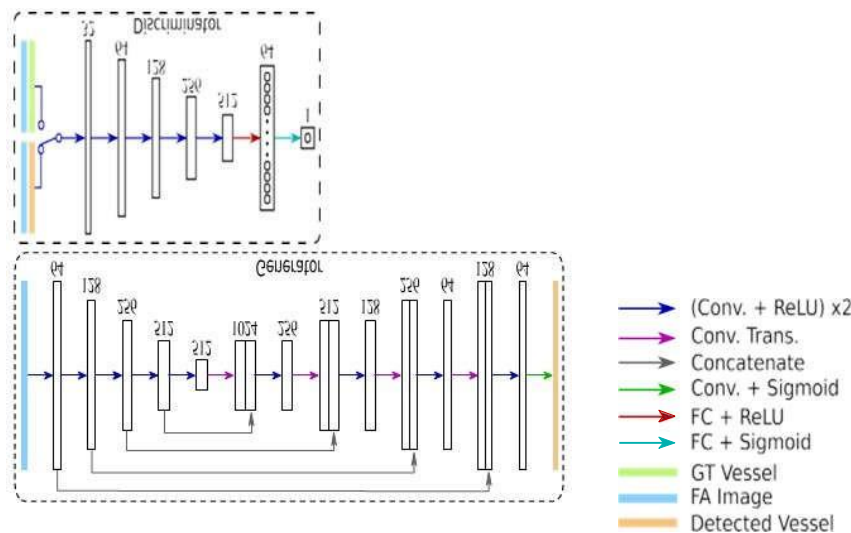 Discriminator
32
64
128
256
512
64
1
Generator
64
128
256
512
512
1024
256
512
128
256
64
128
64
(Conv. + ReLU) x2
Conv. Trans.
Concatenate
Conv. + Sigmoid
FC + ReLU
FC + Sigmoid
GT Vessel
FA Image
Detected Vessel